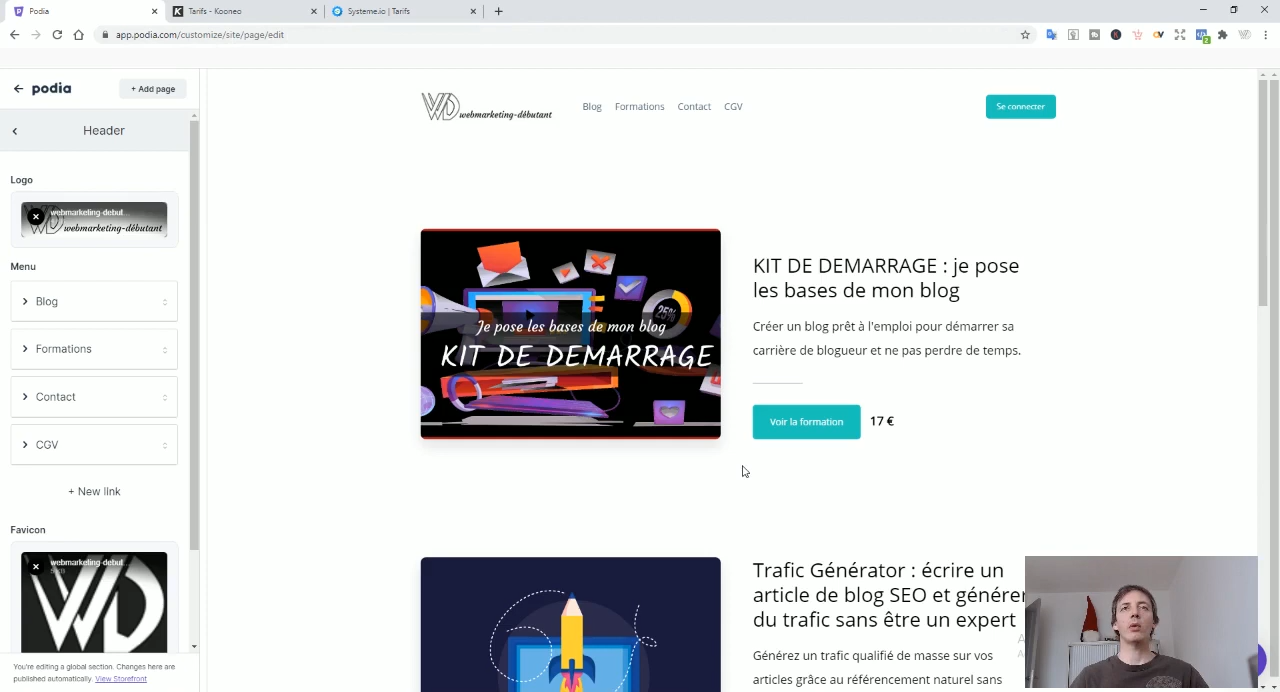 Podia
Tarifs - Kooneo
Systeme.io | Tarifs
app.podia.com/customize/site/page/edit
podia
+ Add page
Header
Logo
webmarketing-debut...
webmarketing-débutant
Menu
Blog
Formations
Contact
CGV
+ New link
Favicon
webmarketing-debut...
You're editing a global section. Changes here are
published automatically. View Storefront
WD webmarketing-débutant
Blog Formations Contact CGV
Se connecter
Je pose les bases de mon blog
KIT DE DEMARRAGE
25%
KIT DE DEMARRAGE : je pose
les bases de mon blog
Créer un blog prêt à l'emploi pour démarrer sa
carrière de blogueur et ne pas perdre de temps.
Voir la formation 17 €
Trafic Générator : écrire un
article de blog SEO et générer
du trafic sans être un expert
Générez un trafic qualifié de masse sur vos
articles grâce au référencement naturel sans